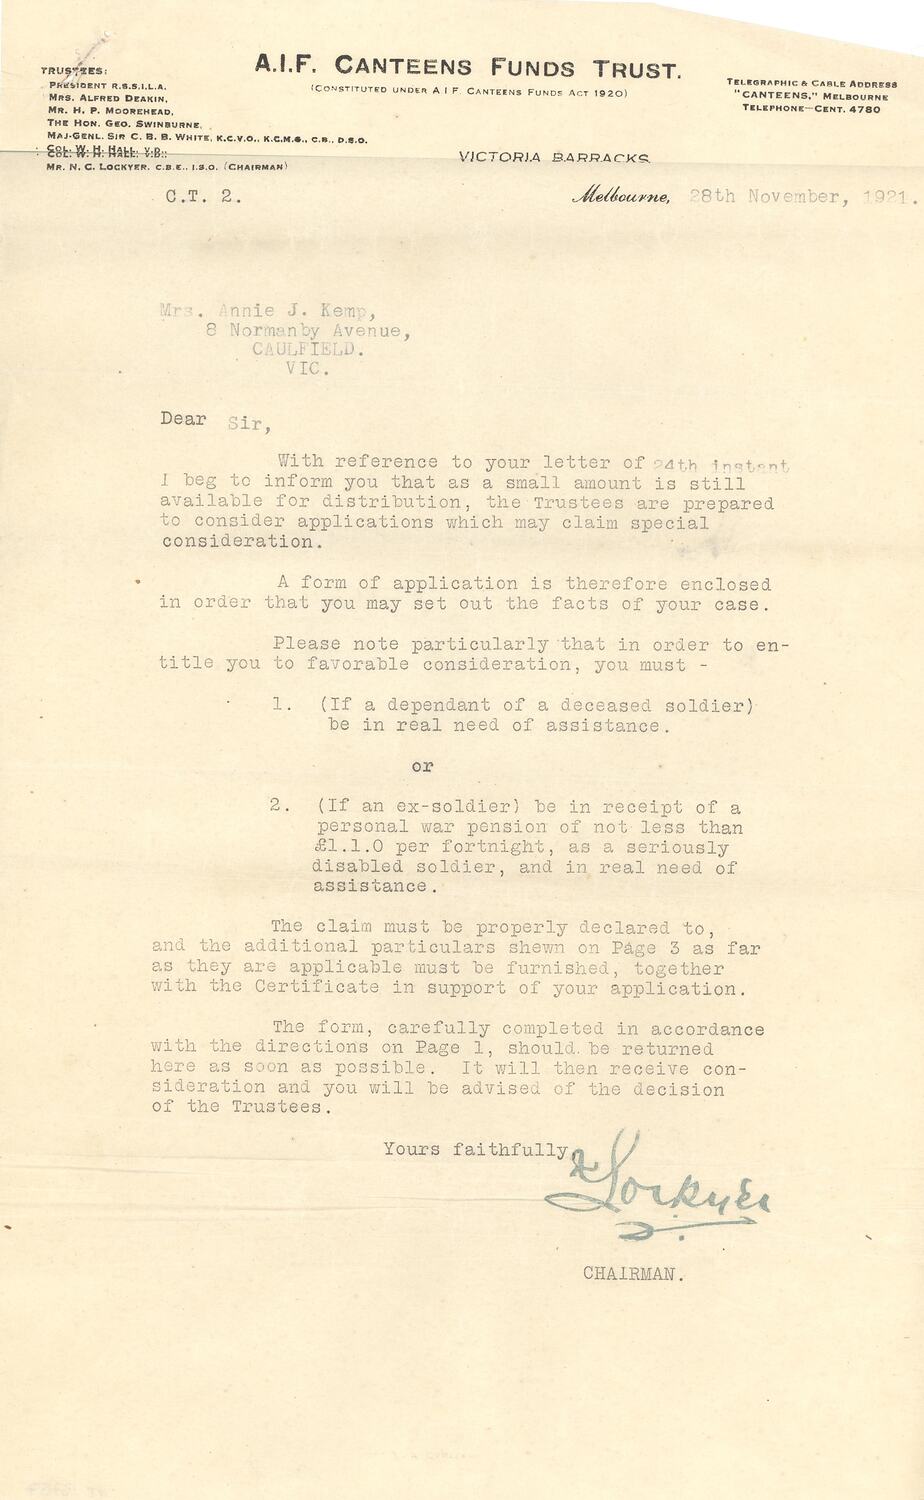 A.I.F. CANTEENS FUNDS TRUST.
(CONSTITUTED UNDER A I F CANTEENS FUNDS ACT 1920)
TRUSTEES:
PRESIDENT R.S.S.I.L.A.
MRS. ALFRED DEAKIN,
MR. H. P. MOOREHEAD,
THE HON. GEO. SWINBURNE,
MAJ-GENL. SIR C. B. B. WHITE, K.C.V.O., K.C.M.G., C.B., D.S.O.
COL. W. H. HALL, V.D.,
MR. N. C. LOCKYER, C.B.E., I.S.O. (CHAIRMAN)
TELEGRAPHIC & CABLE ADDRESS
"CANTEENS," MELBOURNE
TELEPHONE—CENT. 4780
VICTORIA BARRACKS
C.T. 2.
Melbourne, 28th November, 1921.
Mrs. Annie J. Kemp,
8 Normanby Avenue,
CAULFIELD.
VIC.
Dear Sir,
With reference to your letter of 24th instant
I beg to inform you that as a small amount is still
available for distribution, the Trustees are prepared
to consider applications which may claim special
consideration.
A form of application is therefore enclosed
in order that you may set out the facts of your case.
Please note particularly that in order to en-
title you to favorable consideration, you must -
1. (If a dependant of a deceased soldier)
be in real need of assistance.
or
2. (If an ex-soldier) be in receipt of a
personal war pension of not less than
£1.1.0 per fortnight, as a seriously
disabled soldier, and in real need of
assistance.
The claim must be properly declared to,
and the additional particulars shewn on Page 3 as far
as they are applicable must be furnished, together
with the Certificate in support of your application.
The form, carefully completed in accordance
with the directions on Page 1, should be returned
here as soon as possible. It will then receive con-
sideration and you will be advised of the decision
of the Trustees.
Yours faithfully,
Lockyer
CHAIRMAN.